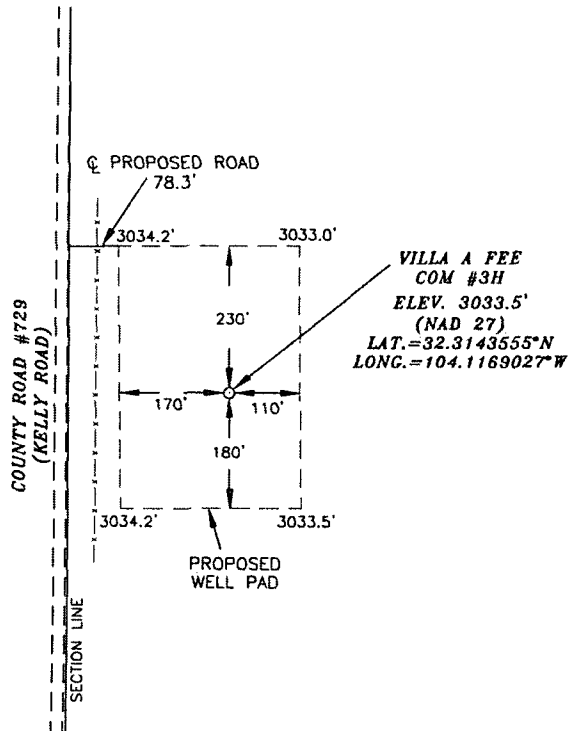 ℄ PROPOSED ROAD
78.3'
3034.2'
3033.0'
VILLA A FEE
COM #3H
ELEV. 3033.5'
(NAD 27)
LAT.=32.3143555°N
LONG.=104.1169027°W
230'
170'
110'
180'
COUNTY ROAD #729
(KELLY ROAD)
3034.2'
3033.5'
PROPOSED
WELL PAD
SECTION LINE